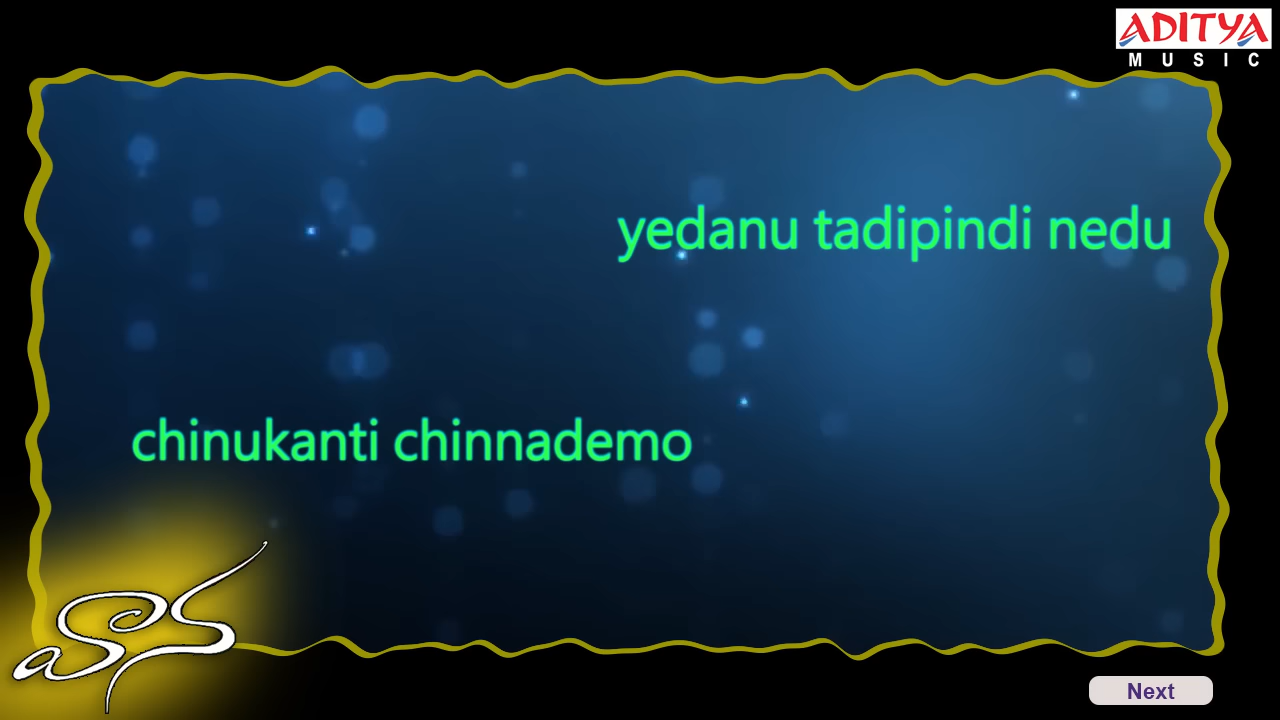 ADITYA
MUSIC
yedanu tadipindi nedu
chinukanti chinnademo
వాన
Next